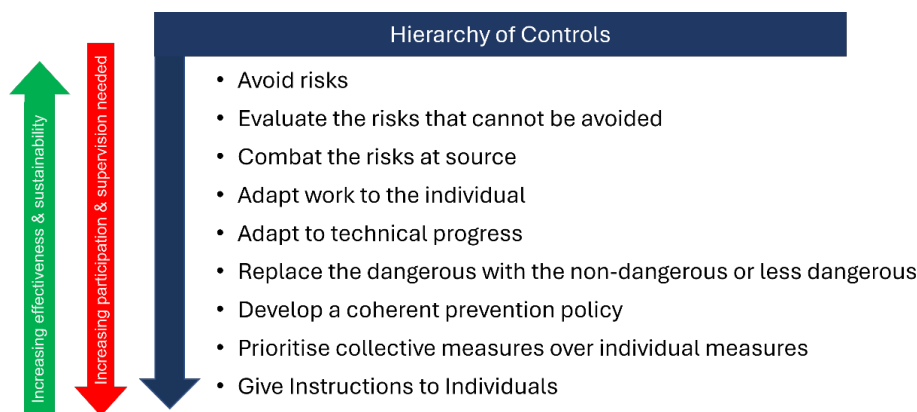 Hierarchy of Controls
Increasing effectiveness & sustainability
Increasing participation & supervision needed
• Avoid risks
• Evaluate the risks that cannot be avoided
• Combat the risks at source
• Adapt work to the individual
• Adapt to technical progress
• Replace the dangerous with the non-dangerous or less dangerous
• Develop a coherent prevention policy
• Prioritise collective measures over individual measures
• Give Instructions to Individuals